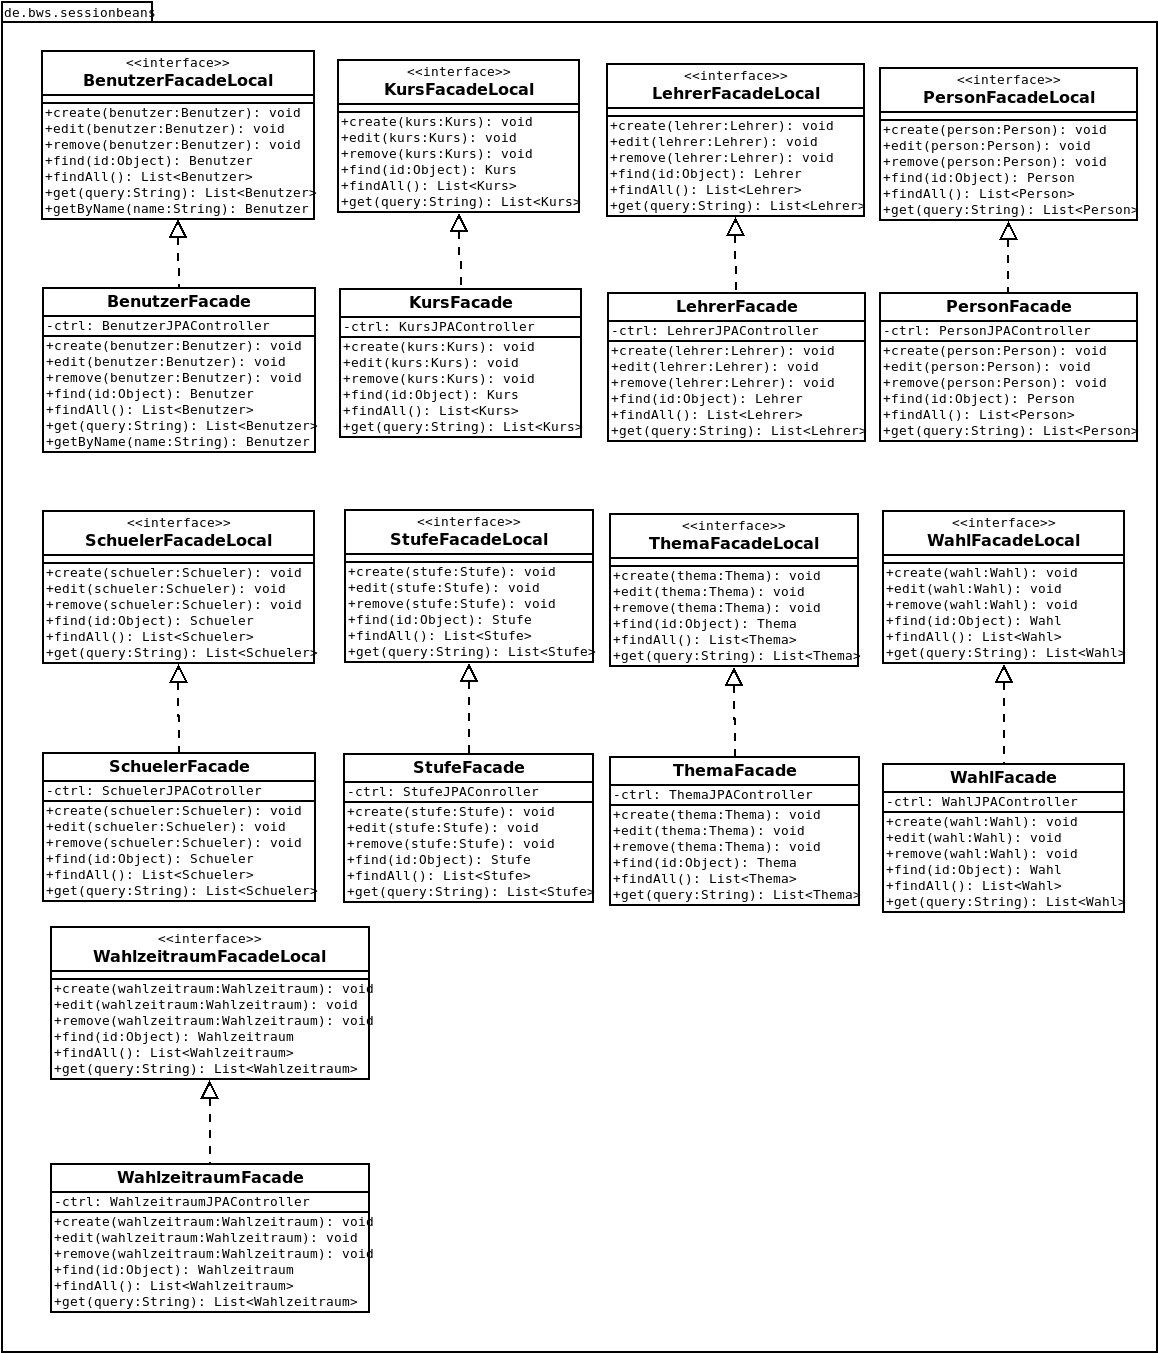 de.bws.sessionbeans
<<interface>>
BenutzerFacadeLocal
+create(benutzer:Benutzer): void
+edit(benutzer:Benutzer): void
+remove(benutzer:Benutzer): void
+find(id:Object): Benutzer
+findAll(): List<Benutzer>
+get(query:String): List<Benutzer>
+getByName(name:String): Benutzer
<<interface>>
KursFacadeLocal
+create(kurs:Kurs): void
+edit(kurs:Kurs): void
+remove(kurs:Kurs): void
+find(id:Object): Kurs
+findAll(): List<Kurs>
+get(query:String): List<Kurs>
<<interface>>
LehrerFacadeLocal
+create(lehrer:Lehrer): void
+edit(lehrer:Lehrer): void
+remove(lehrer:Lehrer): void
+find(id:Object): Lehrer
+findAll(): List<Lehrer>
+get(query:String): List<Lehrer>
<<interface>>
PersonFacadeLocal
+create(person:Person): void
+edit(person:Person): void
+remove(person:Person): void
+find(id:Object): Person
+findAll(): List<Person>
+get(query:String): List<Person>
BenutzerFacade
-ctrl: BenutzerJPAController
+create(benutzer:Benutzer): void
+edit(benutzer:Benutzer): void
+remove(benutzer:Benutzer): void
+find(id:Object): Benutzer
+findAll(): List<Benutzer>
+get(query:String): List<Benutzer>
+getByName(name:String): Benutzer
KursFacade
-ctrl: KursJPAController
+create(kurs:Kurs): void
+edit(kurs:Kurs): void
+remove(kurs:Kurs): void
+find(id:Object): Kurs
+findAll(): List<Kurs>
+get(query:String): List<Kurs>
LehrerFacade
-ctrl: LehrerJPAController
+create(lehrer:Lehrer): void
+edit(lehrer:Lehrer): void
+remove(lehrer:Lehrer): void
+find(id:Object): Lehrer
+findAll(): List<Lehrer>
+get(query:String): List<Lehrer>
PersonFacade
-ctrl: PersonJPAController
+create(person:Person): void
+edit(person:Person): void
+remove(person:Person): void
+find(id:Object): Person
+findAll(): List<Person>
+get(query:String): List<Person>
<<interface>>
SchuelerFacadeLocal
+create(schueler:Schueler): void
+edit(schueler:Schueler): void
+remove(schueler:Schueler): void
+find(id:Object): Schueler
+findAll(): List<Schueler>
+get(query:String): List<Schueler>
<<interface>>
StufeFacadeLocal
+create(stufe:Stufe): void
+edit(stufe:Stufe): void
+remove(stufe:Stufe): void
+find(id:Object): Stufe
+findAll(): List<Stufe>
+get(query:String): List<Stufe>
<<interface>>
ThemaFacadeLocal
+create(thema:Thema): void
+edit(thema:Thema): void
+remove(thema:Thema): void
+find(id:Object): Thema
+findAll(): List<Thema>
+get(query:String): List<Thema>
<<interface>>
WahlFacadeLocal
+create(wahl:Wahl): void
+edit(wahl:Wahl): void
+remove(wahl:Wahl): void
+find(id:Object): Wahl
+findAll(): List<Wahl>
+get(query:String): List<Wahl>
SchuelerFacade
-ctrl: SchuelerJPACotroller
+create(schueler:Schueler): void
+edit(schueler:Schueler): void
+remove(schueler:Schueler): void
+find(id:Object): Schueler
+findAll(): List<Schueler>
+get(query:String): List<Schueler>
StufeFacade
-ctrl: StufeJPAConroller
+create(stufe:Stufe): void
+edit(stufe:Stufe): void
+remove(stufe:Stufe): void
+find(id:Object): Stufe
+findAll(): List<Stufe>
+get(query:String): List<Stufe>
ThemaFacade
-ctrl: ThemaJPAController
+create(thema:Thema): void
+edit(thema:Thema): void
+remove(thema:Thema): void
+find(id:Object): Thema
+findAll(): List<Thema>
+get(query:String): List<Thema>
WahlFacade
-ctrl: WahlJPAController
+create(wahl:Wahl): void
+edit(wahl:Wahl): void
+remove(wahl:Wahl): void
+find(id:Object): Wahl
+findAll(): List<Wahl>
+get(query:String): List<Wahl>
<<interface>>
WahlzeitraumFacadeLocal
+create(wahlzeitraum:Wahlzeitraum): void
+edit(wahlzeitraum:Wahlzeitraum): void
+remove(wahlzeitraum:Wahlzeitraum): void
+find(id:Object): Wahlzeitraum
+findAll(): List<Wahlzeitraum>
+get(query:String): List<Wahlzeitraum>
WahlzeitraumFacade
-ctrl: WahlzeitraumJPAController
+create(wahlzeitraum:Wahlzeitraum): void
+edit(wahlzeitraum:Wahlzeitraum): void
+remove(wahlzeitraum:Wahlzeitraum): void
+find(id:Object): Wahlzeitraum
+findAll(): List<Wahlzeitraum>
+get(query:String): List<Wahlzeitraum>